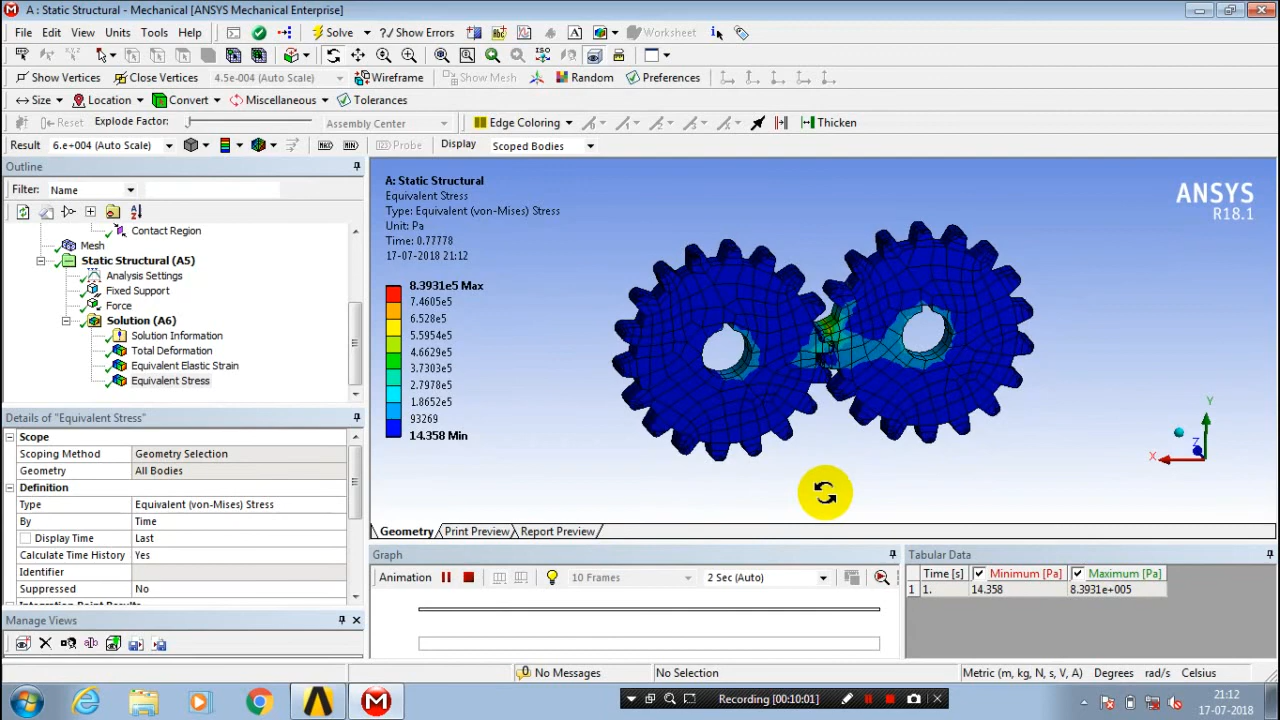 A : Static Structural - Mechanical [ANSYS Mechanical Enterprise]
File Edit View Units Tools Help Solve ?/ Show Errors Worksheet
Show Vertices Close Vertices 4.5e-004 (Auto Scale) Wireframe Show Mesh Random Preferences
Size Location Convert Miscellaneous Tolerances
Reset Explode Factor: Assembly Center Edge Coloring Thicken
Result 6.e+004 (Auto Scale) MAX MIN Probe Display Scoped Bodies
Outline
Filter: Name
Contact Region
Mesh
Static Structural (A5)
Analysis Settings
Fixed Support
Force
Solution (A6)
Solution Information
Total Deformation
Equivalent Elastic Strain
Equivalent Stress
Details of "Equivalent Stress"
Scope
Scoping Method Geometry Selection
Geometry All Bodies
Definition
Type Equivalent (von-Mises) Stress
By Time
Display Time Last
Calculate Time History Yes
Identifier
Suppressed No
Integration Point Results
Manage Views
A: Static Structural
Equivalent Stress
Type: Equivalent (von-Mises) Stress
Unit: Pa
Time: 0.77778
17-07-2018 21:12
8.3931e5 Max
7.4605e5
6.528e5
5.5954e5
4.6629e5
3.7303e5
2.7978e5
1.8652e5
93269
14.358 Min
ANSYS
R18.1
Y
X
Z
Geometry Print Preview Report Preview
Graph
Animation 10 Frames 2 Sec (Auto)
Tabular Data
Time [s] Minimum [Pa] Maximum [Pa]
1 1. 14.358 8.3931e+005
No Messages No Selection Metric (m, kg, N, s, V, A) Degrees rad/s Celsius
Recording [00:10:01]
21:12
17-07-2018